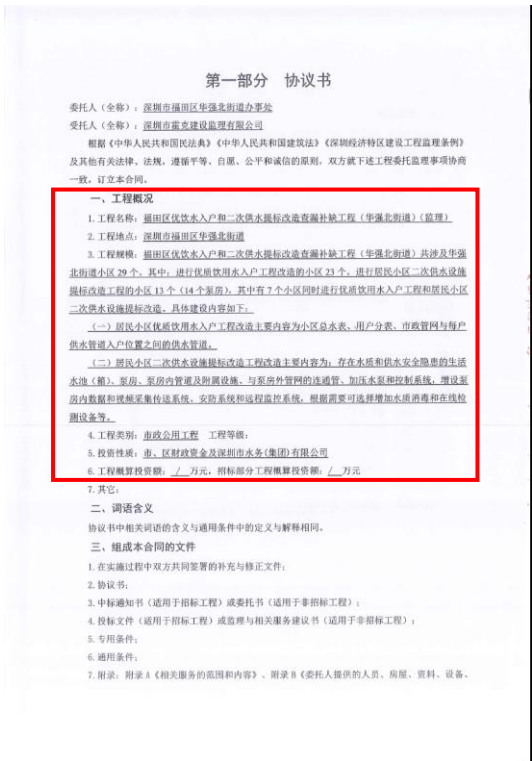 第一部分 协议书
委托人（全称）：深圳市福田区华强北街道办事处
受托人（全称）：深圳市霍克建设监理有限公司
根据《中华人民共和国民法典》《中华人民共和国建筑法》《深圳经济特区建设工程监理条例》
及其他有关法律、法规，遵循平等、自愿、公平和诚信的原则，双方就下述工程委托监理事项协商
一致，订立本合同。
一、工程概况
1.工程名称：福田区优饮水入户和二次供水提标改造查漏补缺工程（华强北街道）（监理）
2.工程地点：深圳市福田区华强北街道
3.工程规模：福田区优饮水入户和二次供水提标改造查漏补缺工程（华强北街道）共涉及华强
北街道小区 29 个。其中：进行优质饮用水入户工程改造的小区 23 个，进行居民小区二次供水设施
提标改造工程的小区 13 个（14 个泵房），其中有 7 个小区同时进行优质饮用水入户工程和居民小区
二次供水设施提标改造。具体建设内容如下：
（一）居民小区优质饮用水入户工程改造主要内容为小区总水表、用户分表、市政管网与每户
供水管道入户位置之间的供水管道。
（二）居民小区二次供水设施提标改造工程改造主要内容为：存在水质和供水安全隐患的生活
水池（箱）、泵房、泵房内管道及附属设施、与泵房外管网的连通管、加压水泵和控制系统，增设泵
房内数据和视频采集传送系统、安防系统和远程监控系统，根据需要可选择增加水质消毒和在线检
测设备等。
4.工程类别：市政公用工程 工程等级：
5.投资性质：市、区财政资金及深圳市水务(集团)有限公司
6.工程概算投资额：/ 万元，招标部分工程概算投资额：/ 万元
7.其它：
二、词语含义
协议书中相关词语的含义与通用条件中的定义与解释相同。
三、组成本合同的文件
1.在实施过程中双方共同签署的补充与修正文件；
2.协议书；
3.中标通知书（适用于招标工程）或委托书（适用于非招标工程）；
4.投标文件（适用于招标工程）或监理与相关服务建议书（适用于非招标工程）；
5.专用条件；
6.通用条件；
7.附录：附录 A《相关服务的范围和内容》、附录 B《委托人提供的人员、房屋、资料、设备、